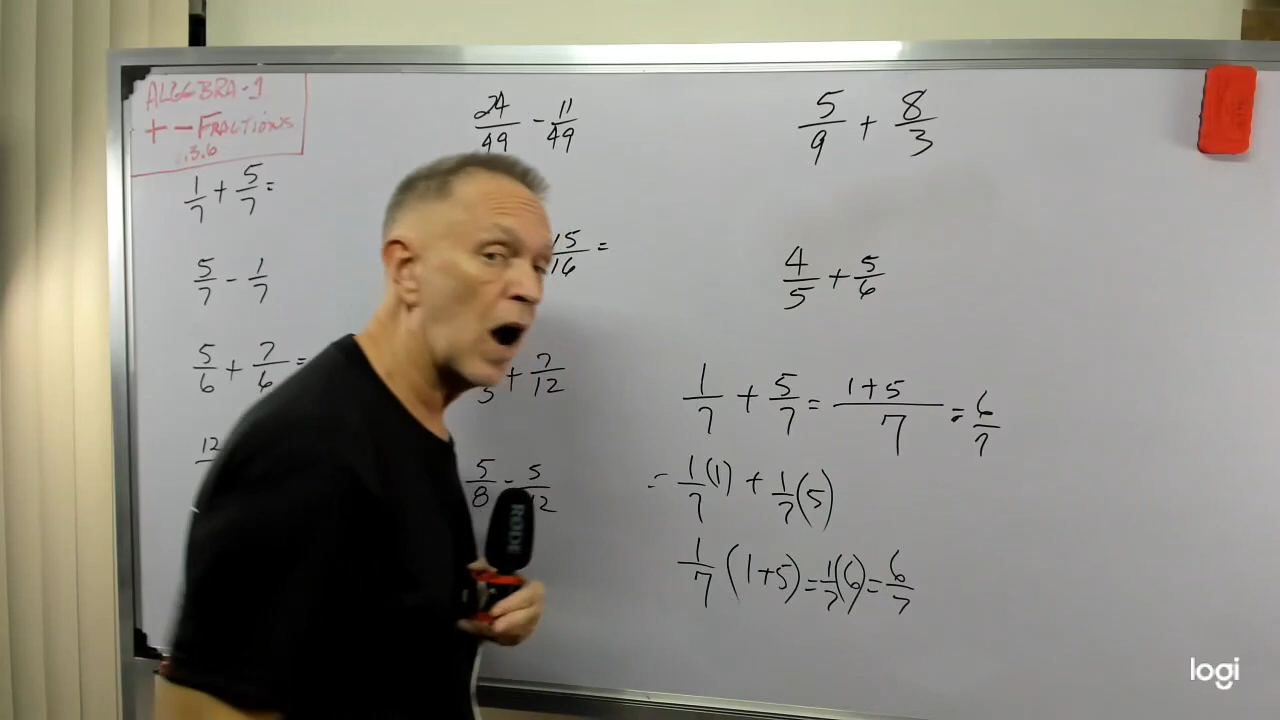 ALGEBRA-1
+ - FRACTIONS
.3.6
1/7 + 5/7 =
5/7 - 1/7
5/6 + 7/6 =
12
24/49 - 11/49
15/16 =
+ 7/12
5/8 - 5/12
5/9 + 8/3
4/5 + 5/6
1/7 + 5/7 = (1+5)/7 = 6/7
= 1/7(1) + 1/7(5)
1/7(1+5) = 1/7(6) = 6/7
RODE
logi